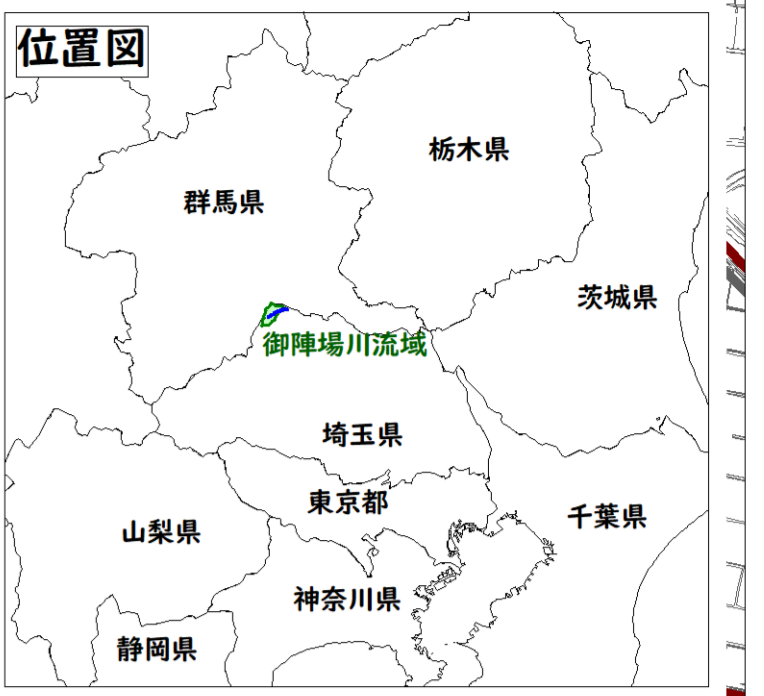 位置図
栃木県
群馬県
茨城県
御陣場川流域
埼玉県
東京都
千葉県
山梨県
神奈川県
静岡県